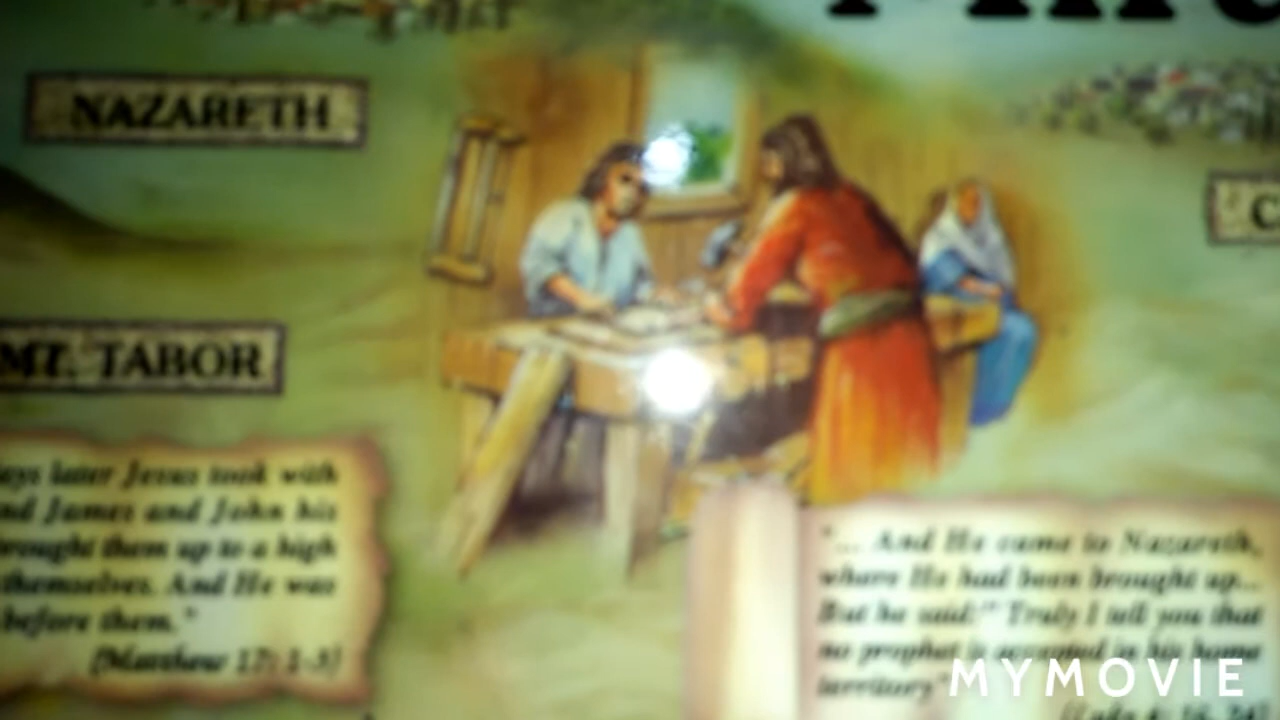 NAZARETH
MT. TABOR
ays later Jesus took with
nd James and John his
rought them up to a high
themselves. And He was
before them."
(Matthew 17: 1-3)
"... And He came to Nazareth,
where He had been brought up...
But he said:" Truly I tell you that
no prophet is accepted in his home
territory"
MYMOVIE